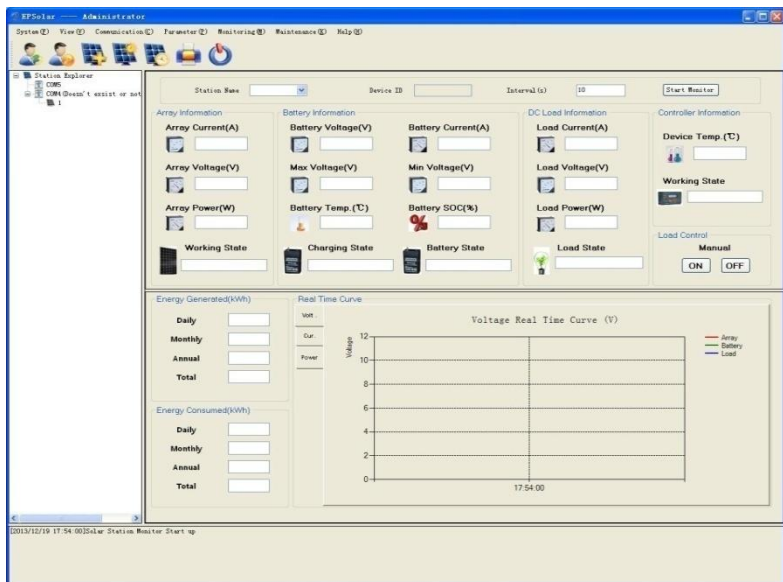 EPSolar —— Administrator
System(F) View(V) Communication(C) Parameter(P) Monitoring(M) Maintenance(X) Help(H)
Station Explorer
COM5
COM4(Doesn't exsist or not
1
Station Name Device ID Interval(s) 10 Start Monitor
Array Information Battery Information DC Load Information Controller Information
Array Current(A) Battery Voltage(V) Battery Current(A) Load Current(A)
Device Temp.(℃)
Array Voltage(V) Max Voltage(V) Min Voltage(V) Load Voltage(V)
Working State
Array Power(W) Battery Temp.(℃) Battery SOC(%) Load Power(W)
Load Control
Working State Charging State Battery State Load State Manual
ON OFF
Energy Generated(kWh) Real Time Curve
Daily
Monthly
Annual
Total
Energy Consumed(kWh)
Daily
Monthly
Annual
Total
Volt.
Cur.
Power
Voltage Real Time Curve (V)
Voltage
12
10
8
6
4
2
0
17:54:00
Array
Battery
Load
[2013/12/19 17:54:00]Solar Station Monitor Start up